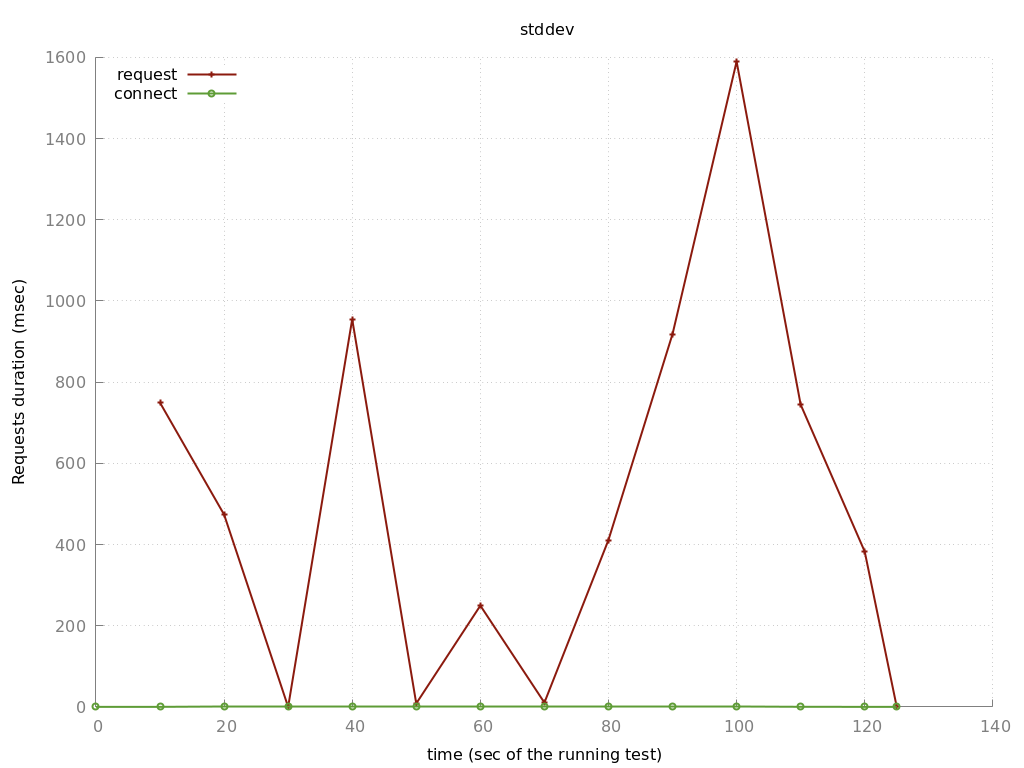 stddev
request
connect
Requests duration (msec)
1600
1400
1200
1000
800
600
400
200
0
0 20 40 60 80 100 120 140
time (sec of the running test)